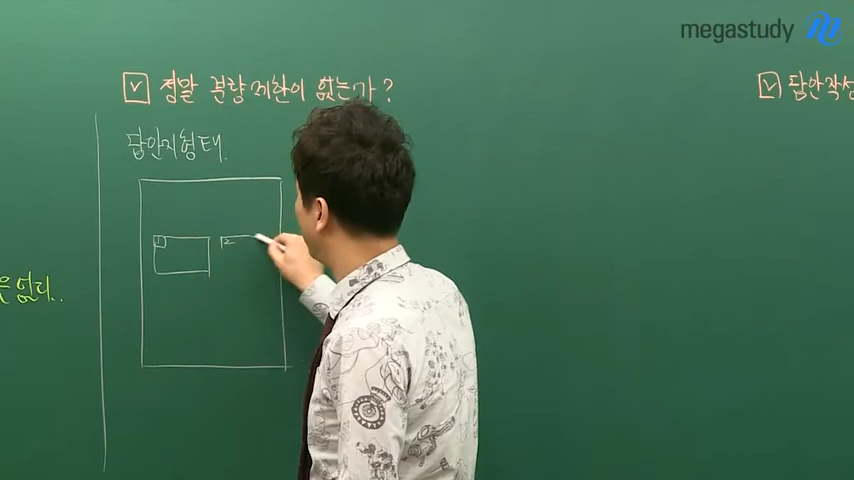 megastudy
정말 분량 제한이 없는가?
답안작성
답안지형태.
1
2
은 없다..